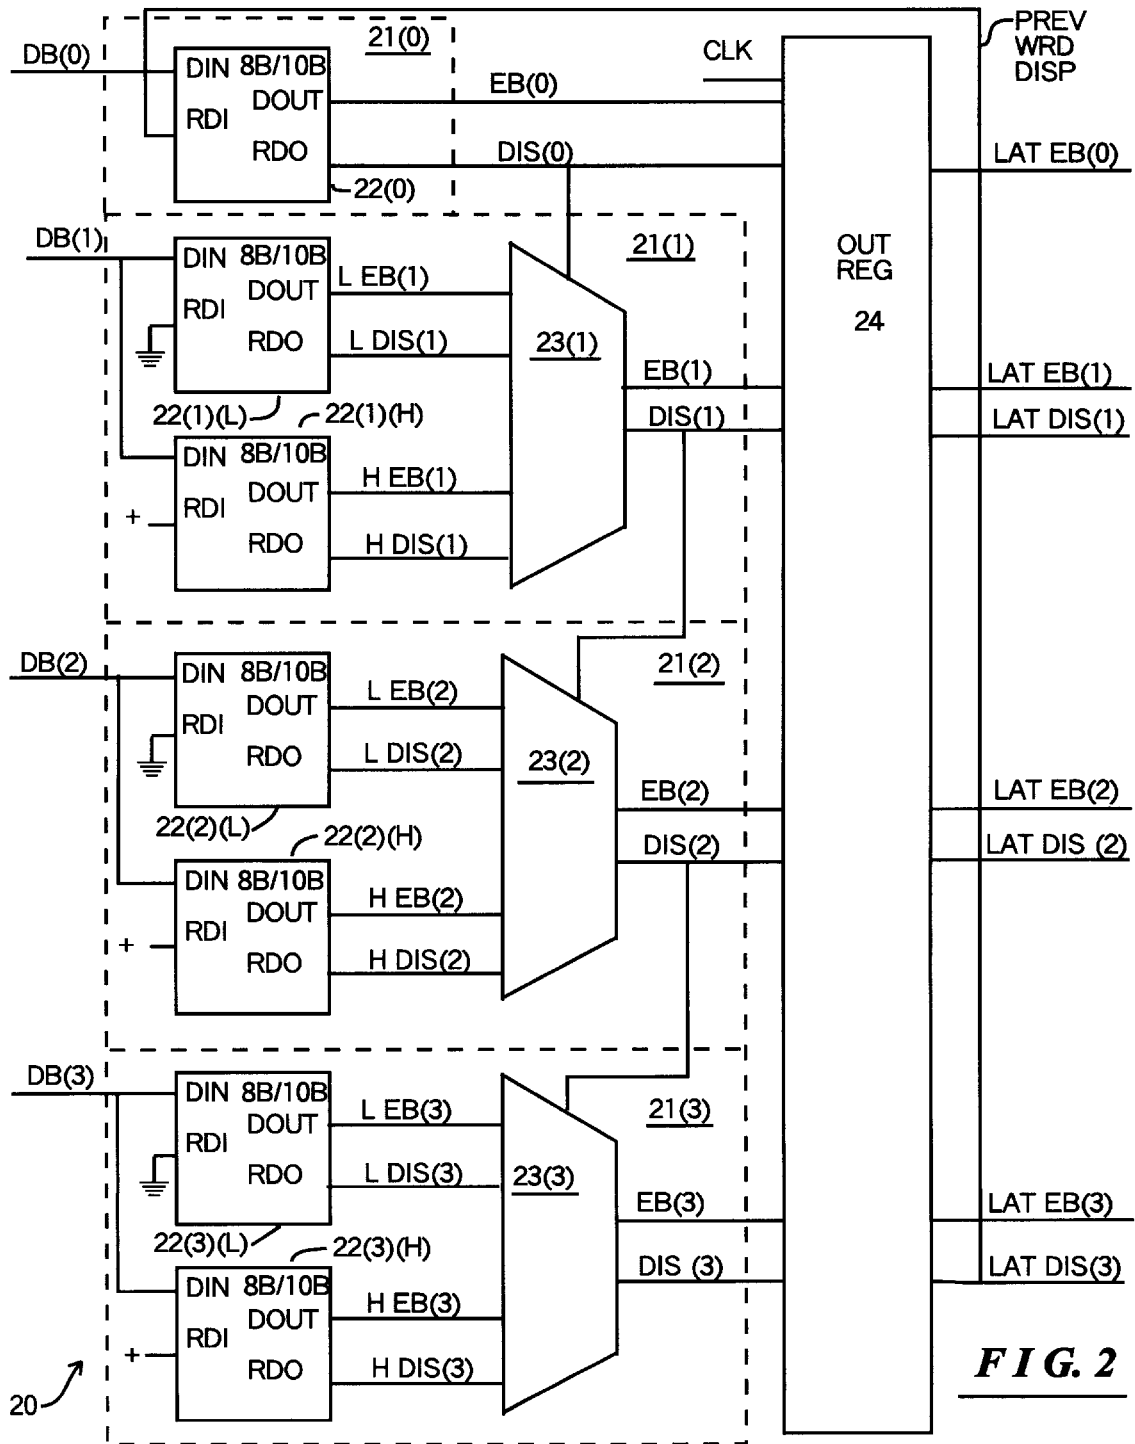 PREV
WRD
DISP
DB(0)
21(0)
CLK
DIN 8B/10B
DOUT
RDI
RDO
EB(0)
DIS(0)
22(0)
LAT EB(0)
DB(1)
21(1)
DIN 8B/10B
DOUT
RDI
RDO
L EB(1)
L DIS(1)
23(1)
OUT
REG
24
EB(1)
DIS(1)
LAT EB(1)
LAT DIS(1)
22(1)(L)
22(1)(H)
DIN 8B/10B
DOUT
+
RDI
RDO
H EB(1)
H DIS(1)
DB(2)
21(2)
DIN 8B/10B
DOUT
RDI
RDO
L EB(2)
L DIS(2)
23(2)
EB(2)
DIS(2)
LAT EB(2)
LAT DIS (2)
22(2)(L)
22(2)(H)
DIN 8B/10B
DOUT
+
RDI
RDO
H EB(2)
H DIS(2)
DB(3)
21(3)
DIN 8B/10B
DOUT
RDI
RDO
L EB(3)
L DIS(3)
23(3)
EB(3)
DIS (3)
LAT EB(3)
LAT DIS(3)
22(3)(L)
22(3)(H)
DIN 8B/10B
DOUT
+
RDI
RDO
H EB(3)
H DIS(3)
20
FIG. 2